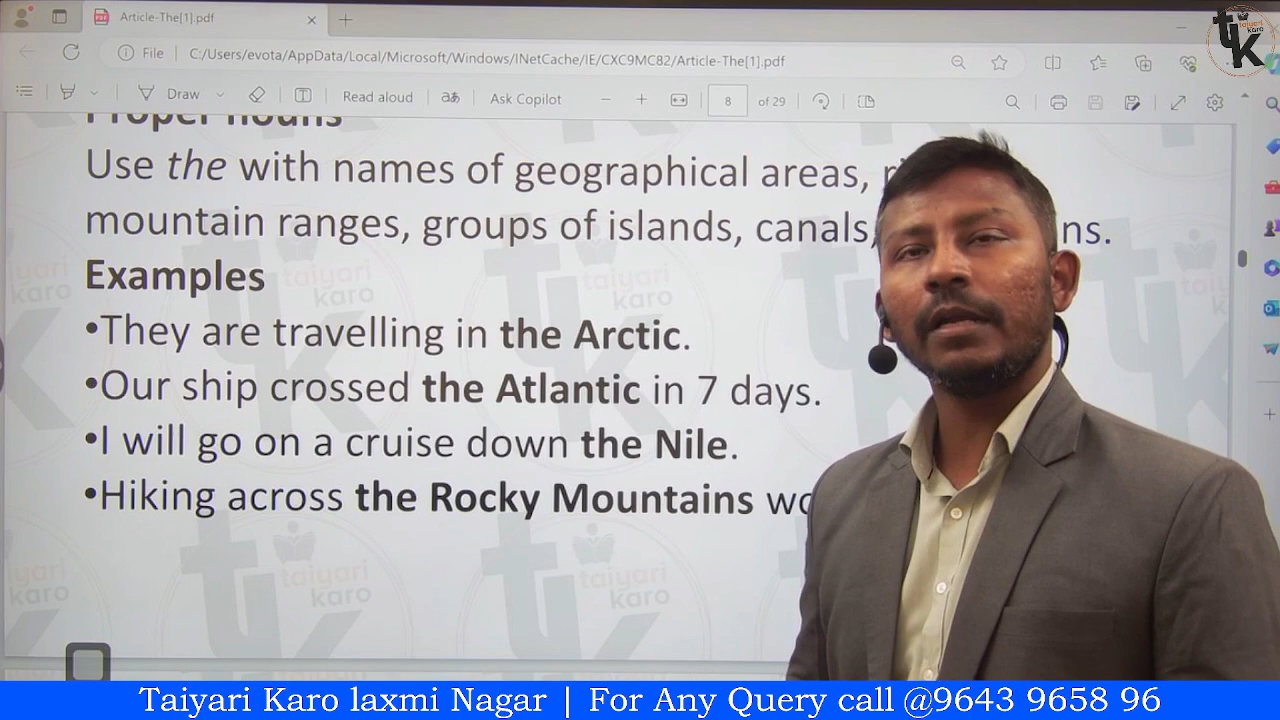 Article-The[1].pdf
File C:/Users/evota/AppData/Local/Microsoft/Windows/INetCache/IE/CXC9MC82/Article-The[1].pdf
Draw Read aloud Ask Copilot 8 of 29
Proper nouns
Use the with names of geographical areas,
mountain ranges, groups of islands, canals,
Examples
•They are travelling in the Arctic.
•Our ship crossed the Atlantic in 7 days.
•I will go on a cruise down the Nile.
•Hiking across the Rocky Mountains
taiyari karo
Taiyari Karo laxmi Nagar | For Any Query call @9643 9658 96